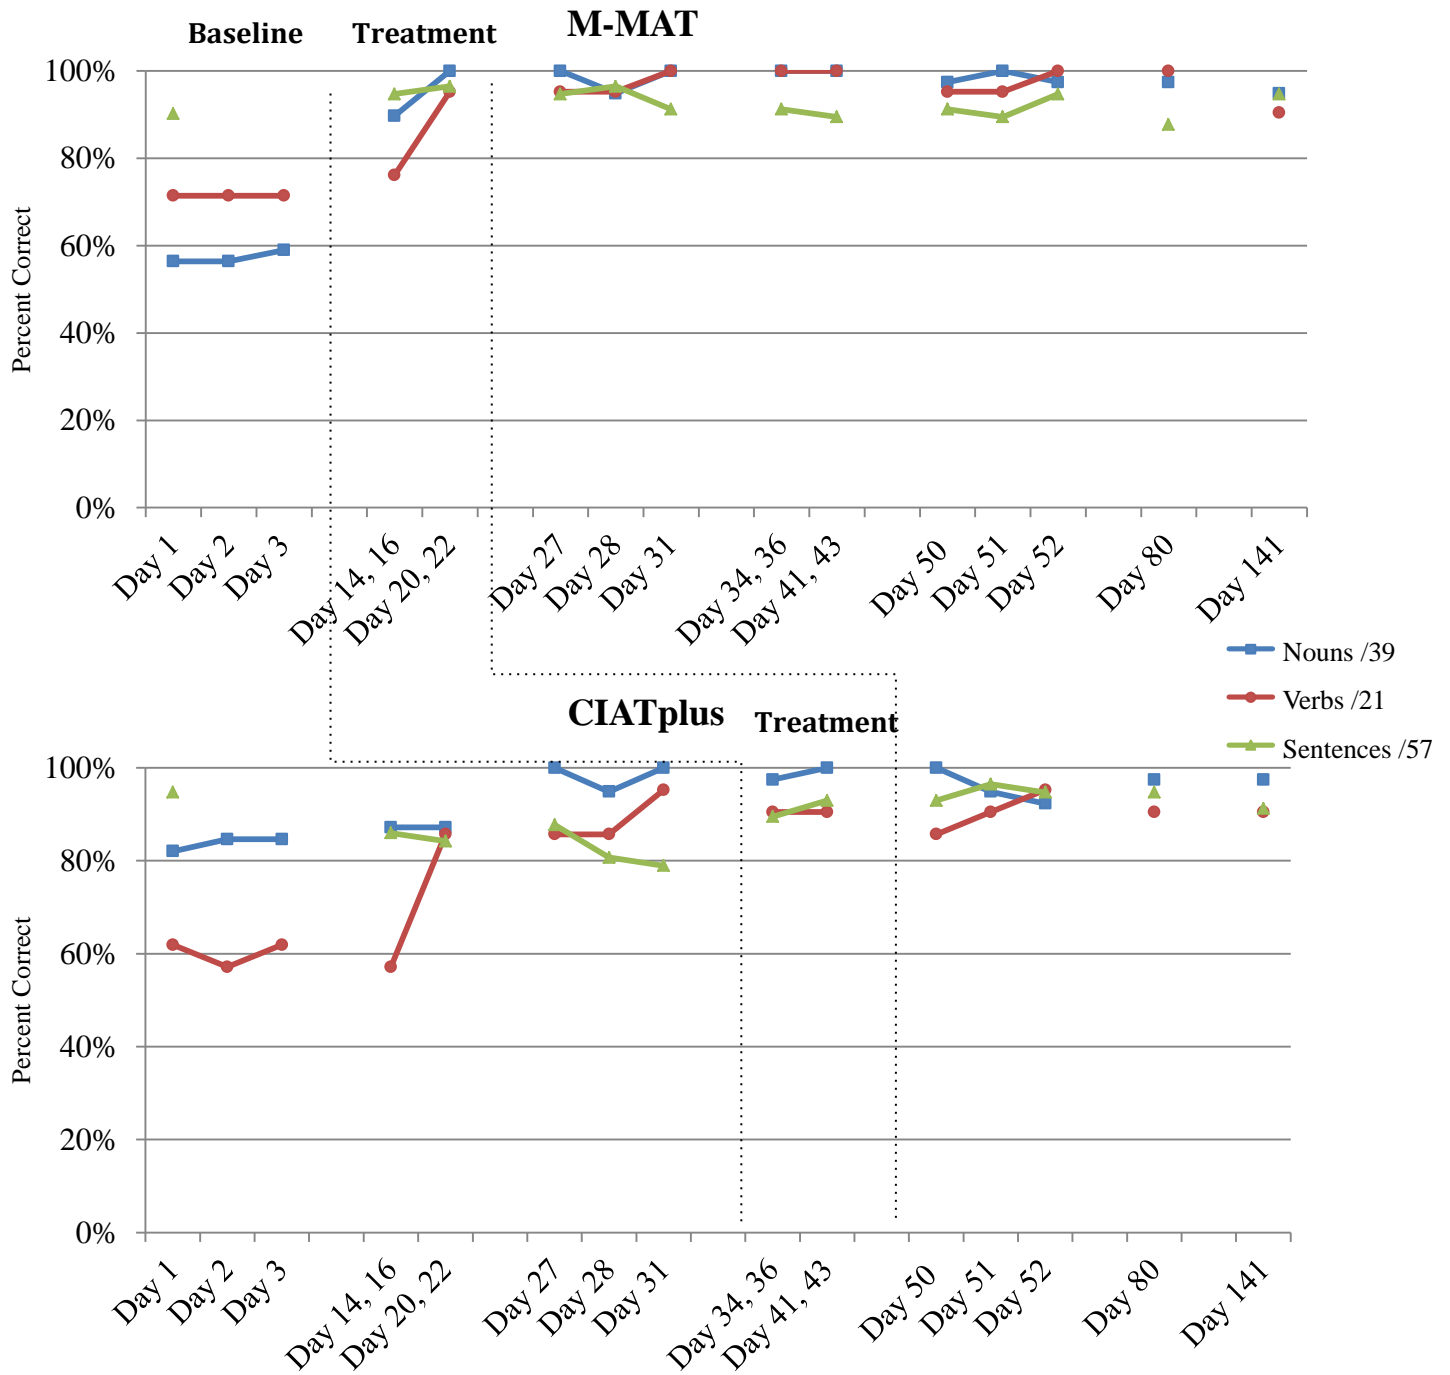 M-MAT
Baseline Treatment
100%
80%
60%
40%
20%
0%
Percent Correct
Day 1
Day 2
Day 3
Day 14, 16
Day 20, 22
Day 27
Day 28
Day 31
Day 34, 36
Day 41, 43
Day 50
Day 51
Day 52
Day 80
Day 141
Nouns /39
Verbs /21
Sentences /57
CIATplus
Treatment
100%
80%
60%
40%
20%
0%
Percent Correct
Day 1
Day 2
Day 3
Day 14, 16
Day 20, 22
Day 27
Day 28
Day 31
Day 34, 36
Day 41, 43
Day 50
Day 51
Day 52
Day 80
Day 141